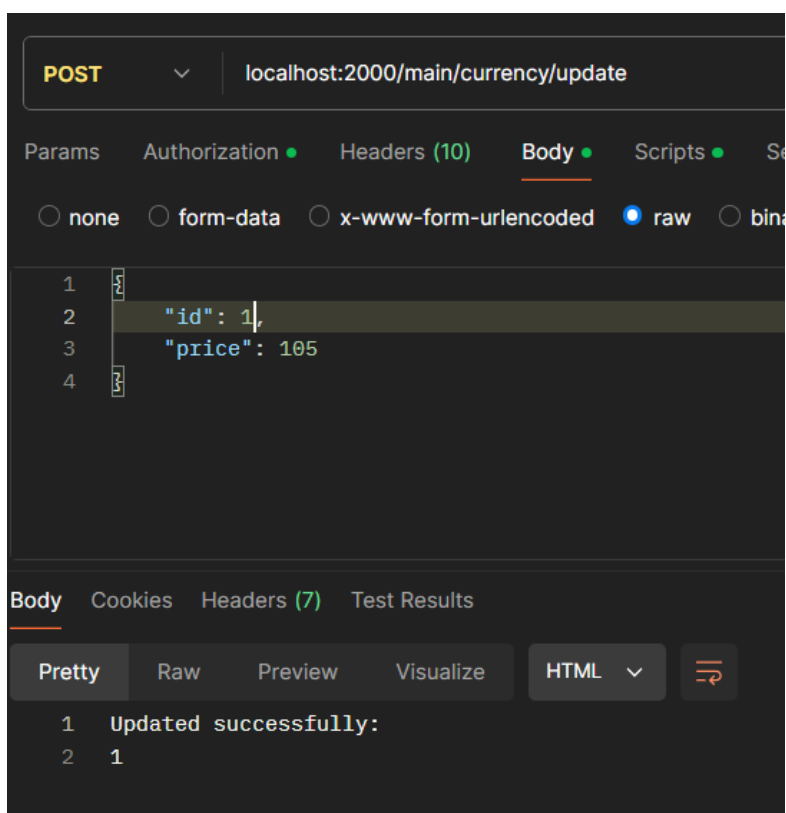 POST localhost:2000/main/currency/update
Params Authorization Headers (10) Body Scripts
none form-data x-www-form-urlencoded raw
1 {
2 "id": 1,
3 "price": 105
4 }
Body Cookies Headers (7) Test Results
Pretty Raw Preview Visualize HTML
1 Updated successfully:
2 1